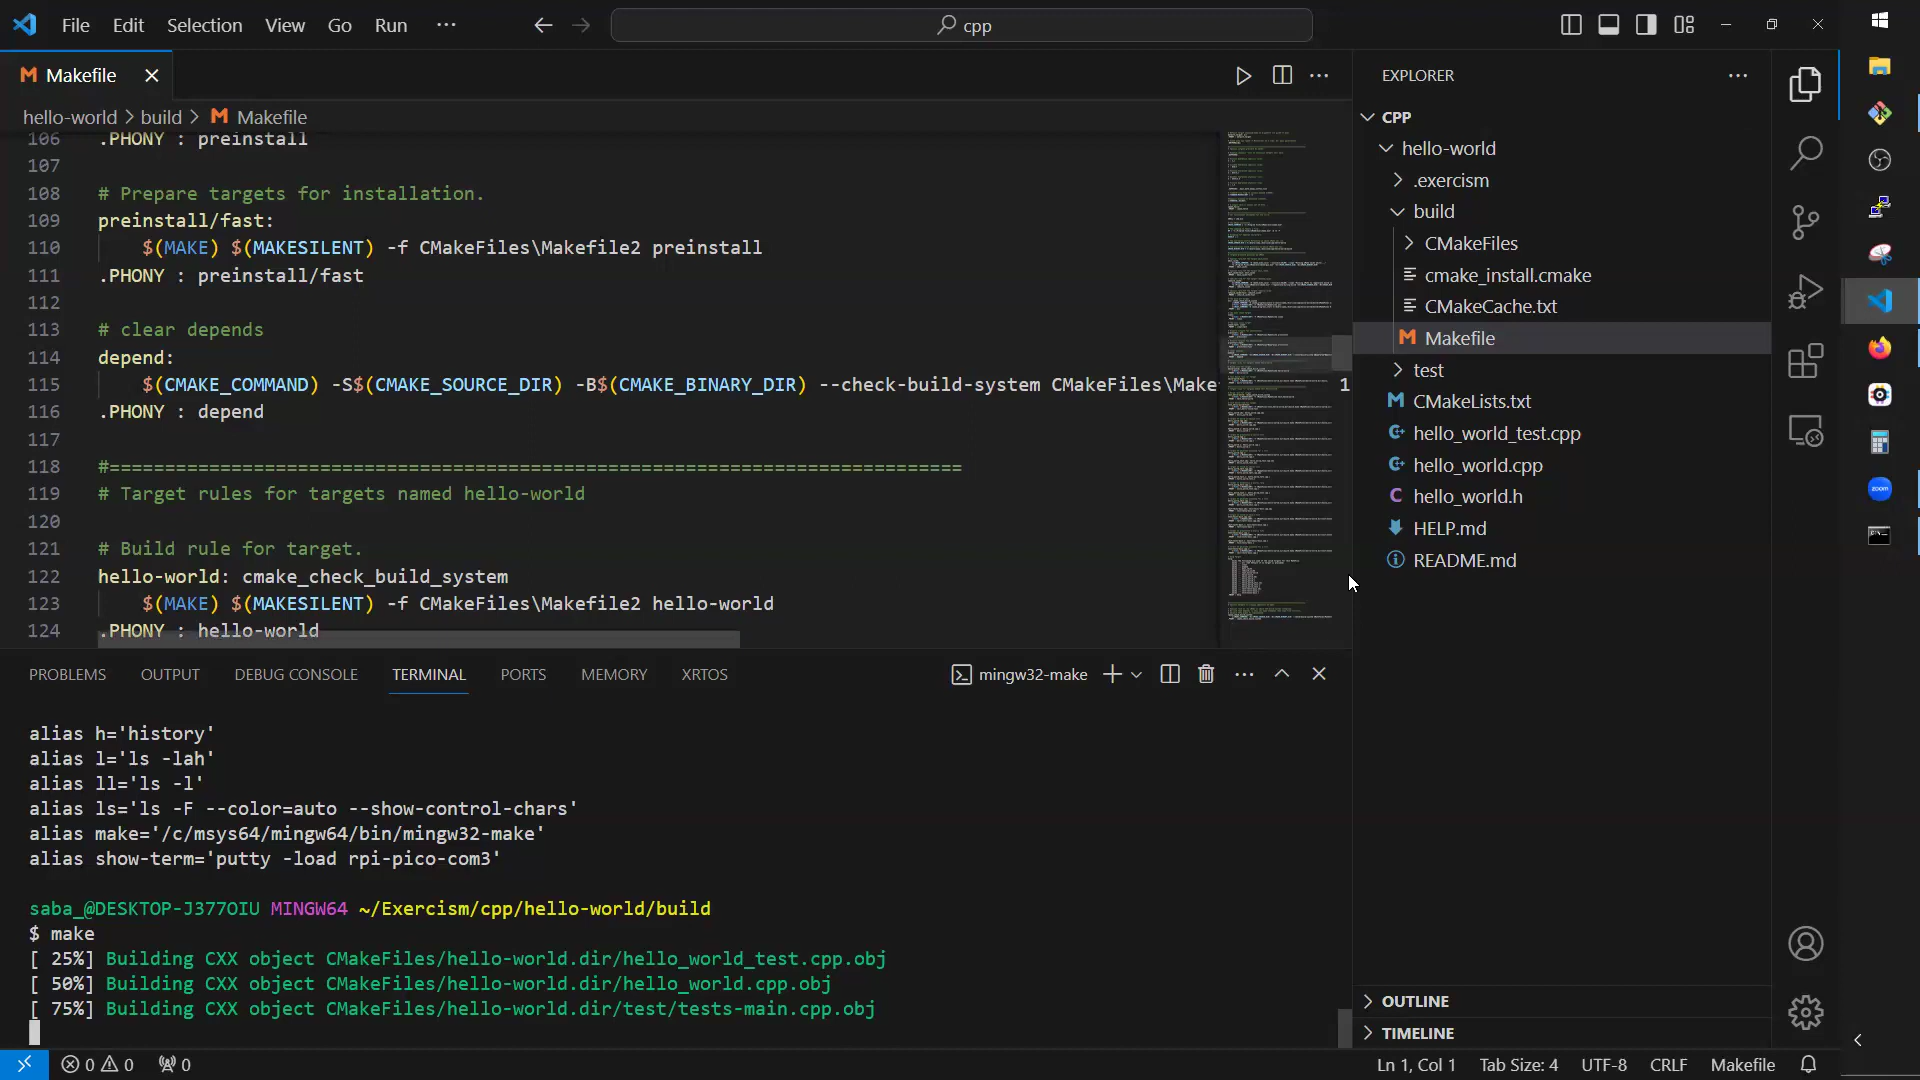 File Edit Selection View Go Run ···
cpp
Makefile
hello-world > build > Makefile
106 .PHONY : preinstall
107
108 # Prepare targets for installation.
109 preinstall/fast:
110 $(MAKE) $(MAKESILENT) -f CMakeFiles\Makefile2 preinstall
111 .PHONY : preinstall/fast
112
113 # clear depends
114 depend:
115 $(CMAKE_COMMAND) -S$(CMAKE_SOURCE_DIR) -B$(CMAKE_BINARY_DIR) --check-build-system CMakeFiles\Make
1
116 .PHONY : depend
117
118 #=============================================================================
119 # Target rules for targets named hello-world
120
121 # Build rule for target.
122 hello-world: cmake_check_build_system
123 $(MAKE) $(MAKESILENT) -f CMakeFiles\Makefile2 hello-world
124 .PHONY : hello-world
PROBLEMS OUTPUT DEBUG CONSOLE TERMINAL PORTS MEMORY XRTOS
mingw32-make
alias h='history'
alias l='ls -lah'
alias ll='ls -l'
alias ls='ls -F --color=auto --show-control-chars'
alias make='/c/msys64/mingw64/bin/mingw32-make'
alias show-term='putty -load rpi-pico-com3'
saba_@DESKTOP-J377OIU MINGW64 ~/Exercism/cpp/hello-world/build
$ make
[ 25%] Building CXX object CMakeFiles/hello-world.dir/hello_world_test.cpp.obj
[ 50%] Building CXX object CMakeFiles/hello-world.dir/hello_world.cpp.obj
[ 75%] Building CXX object CMakeFiles/hello-world.dir/test/tests-main.cpp.obj
EXPLORER
CPP
hello-world
.exercism
build
CMakeFiles
cmake_install.cmake
CMakeCache.txt
Makefile
test
CMakeLists.txt
hello_world_test.cpp
hello_world.cpp
hello_world.h
HELP.md
README.md
OUTLINE
TIMELINE
zoom
0 0 0
Ln 1, Col 1 Tab Size: 4 UTF-8 CRLF Makefile